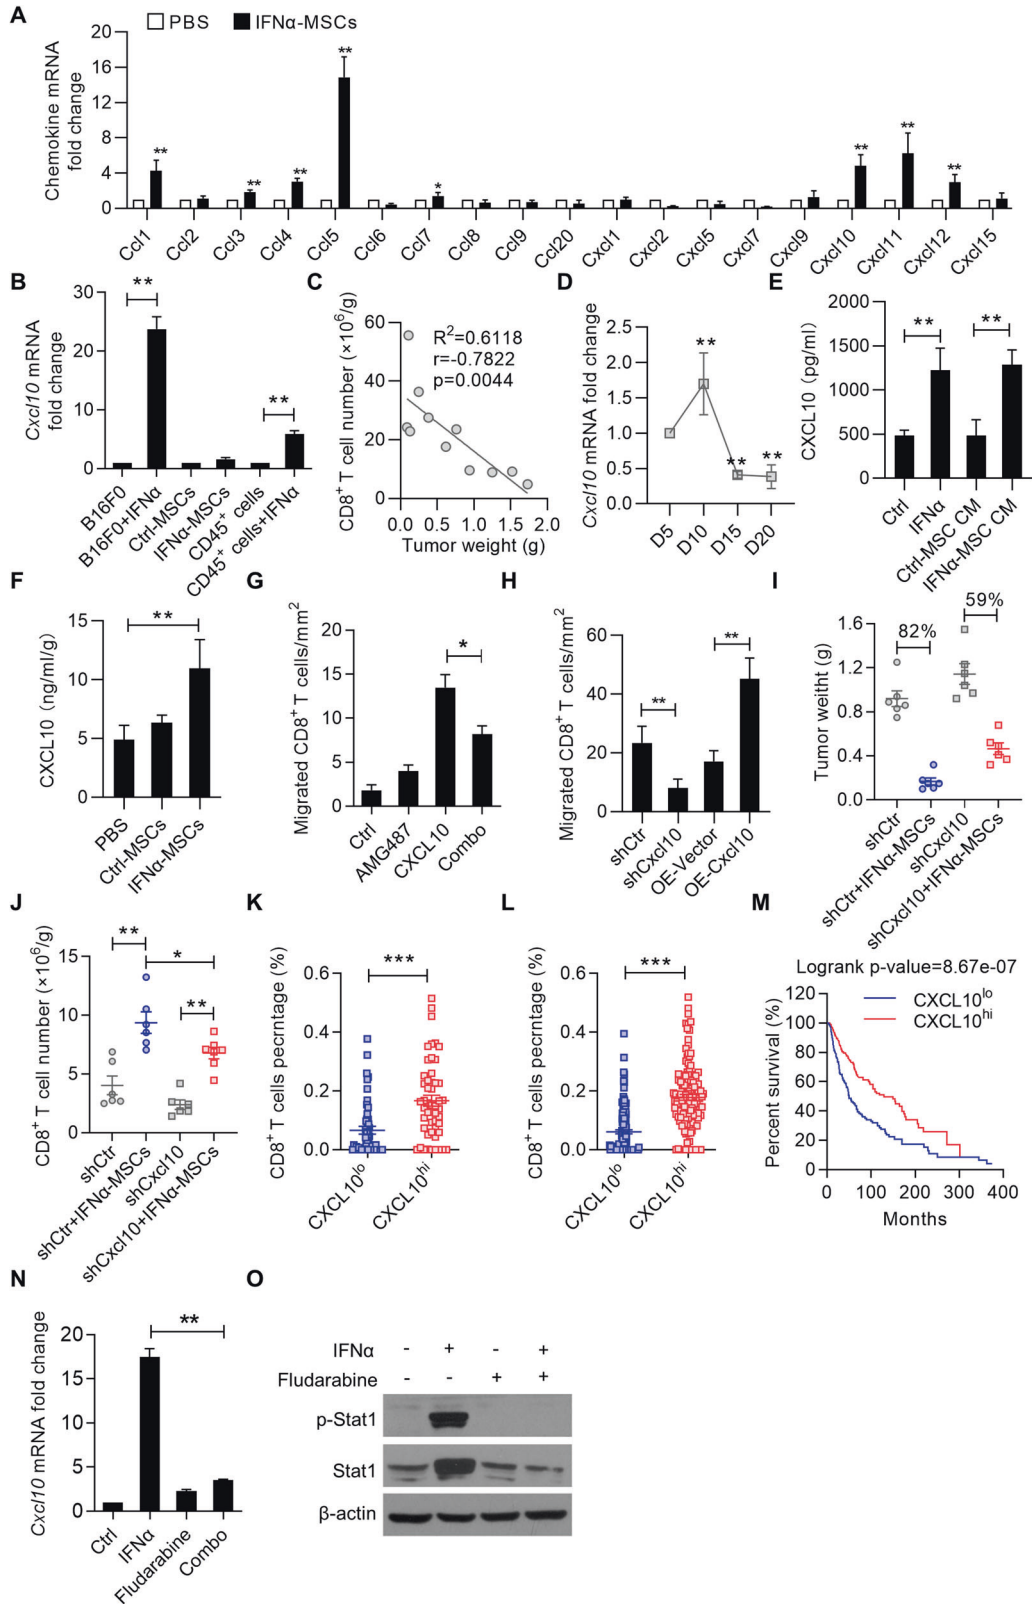 A
PBS
IFNα-MSCs
Chemokine mRNA
fold change
20
16
12
8
4
0
**
**
**
**
*
**
**
**
Ccl1
Ccl2
Ccl3
Ccl4
Ccl5
Ccl6
Ccl7
Ccl8
Ccl9
Ccl20
Cxcl1
Cxcl2
Cxcl5
Cxcl7
Cxcl9
Cxcl10
Cxcl11
Cxcl12
Cxcl15
B
Cxcl10 mRNA
fold change
30
20
10
0
**
**
B16F0
B16F0+IFNα
Ctrl-MSCs
IFNα-MSCs
CD45+ cells
CD45+ cells+IFNα
C
CD8+ T cell number (×10^6/g)
60
40
20
0
R2=0.6118
r=-0.7822
p=0.0044
0.0 0.5 1.0 1.5 2.0
Tumor weight (g)
D
Cxcl10 mRNA fold change
2.5
2.0
1.5
1.0
0.5
0.0
**
**
**
D5
D10
D15
D20
E
CXCL10 (pg/ml)
2000
1500
1000
500
0
**
**
Ctrl
IFNα
Ctrl-MSC CM
IFNα-MSC CM
F
CXCL10 (ng/ml/g)
15
10
5
0
**
PBS
Ctrl-MSCs
IFNα-MSCs
G
Migrated CD8+ T cells/mm2
20
15
10
5
0
*
Ctrl
AMG487
CXCL10
Combo
H
Migrated CD8+ T cells/mm2
60
40
20
0
**
**
shCtr
shCxcl10
OE-Vector
OE-Cxcl10
I
Tumor weitht (g)
1.6
1.2
0.8
0.4
0.0
82%
59%
shCtr
shCtr+IFNα-MSCs
shCxcl10
shCxcl10+IFNα-MSCs
J
CD8+ T cell number (×10^6/g)
15
10
5
0
**
*
**
shCtr
shCtr+IFNα-MSCs
shCxcl10
shCxcl10+IFNα-MSCs
K
CD8+ T cells pecrntage (%)
0.6
0.4
0.2
0.0
***
CXCL10lo
CXCL10hi
L
CD8+ T cells pecrntage (%)
0.6
0.4
0.2
0.0
***
CXCL10lo
CXCL10hi
M
Logrank p-value=8.67e-07
CXCL10lo
CXCL10hi
Percent survival (%)
120
100
80
60
40
20
0
0 100 200 300 400
Months
N
Cxcl10 mRNA fold change
20
15
10
5
0
**
Ctrl
IFNα
Fludarabine
Combo
O
IFNα - + - +
Fludarabine - - + +
p-Stat1
Stat1
β-actin